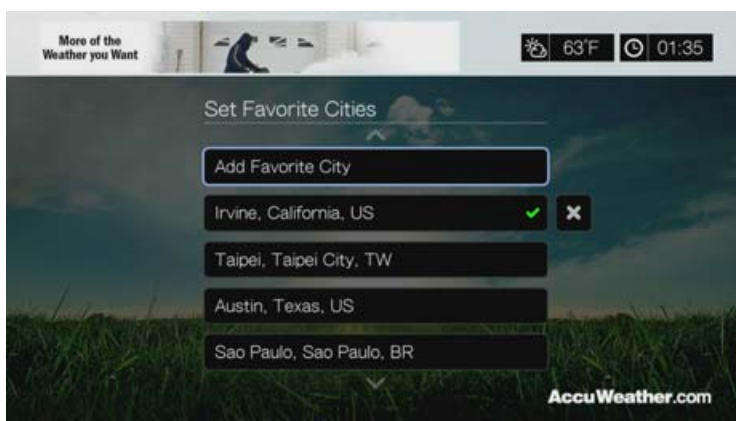 More of the
Weather you Want
63°F
01:35
Set Favorite Cities
Add Favorite City
Irvine, California, US
Taipei, Taipei City, TW
Austin, Texas, US
Sao Paulo, Sao Paulo, BR
AccuWeather.com